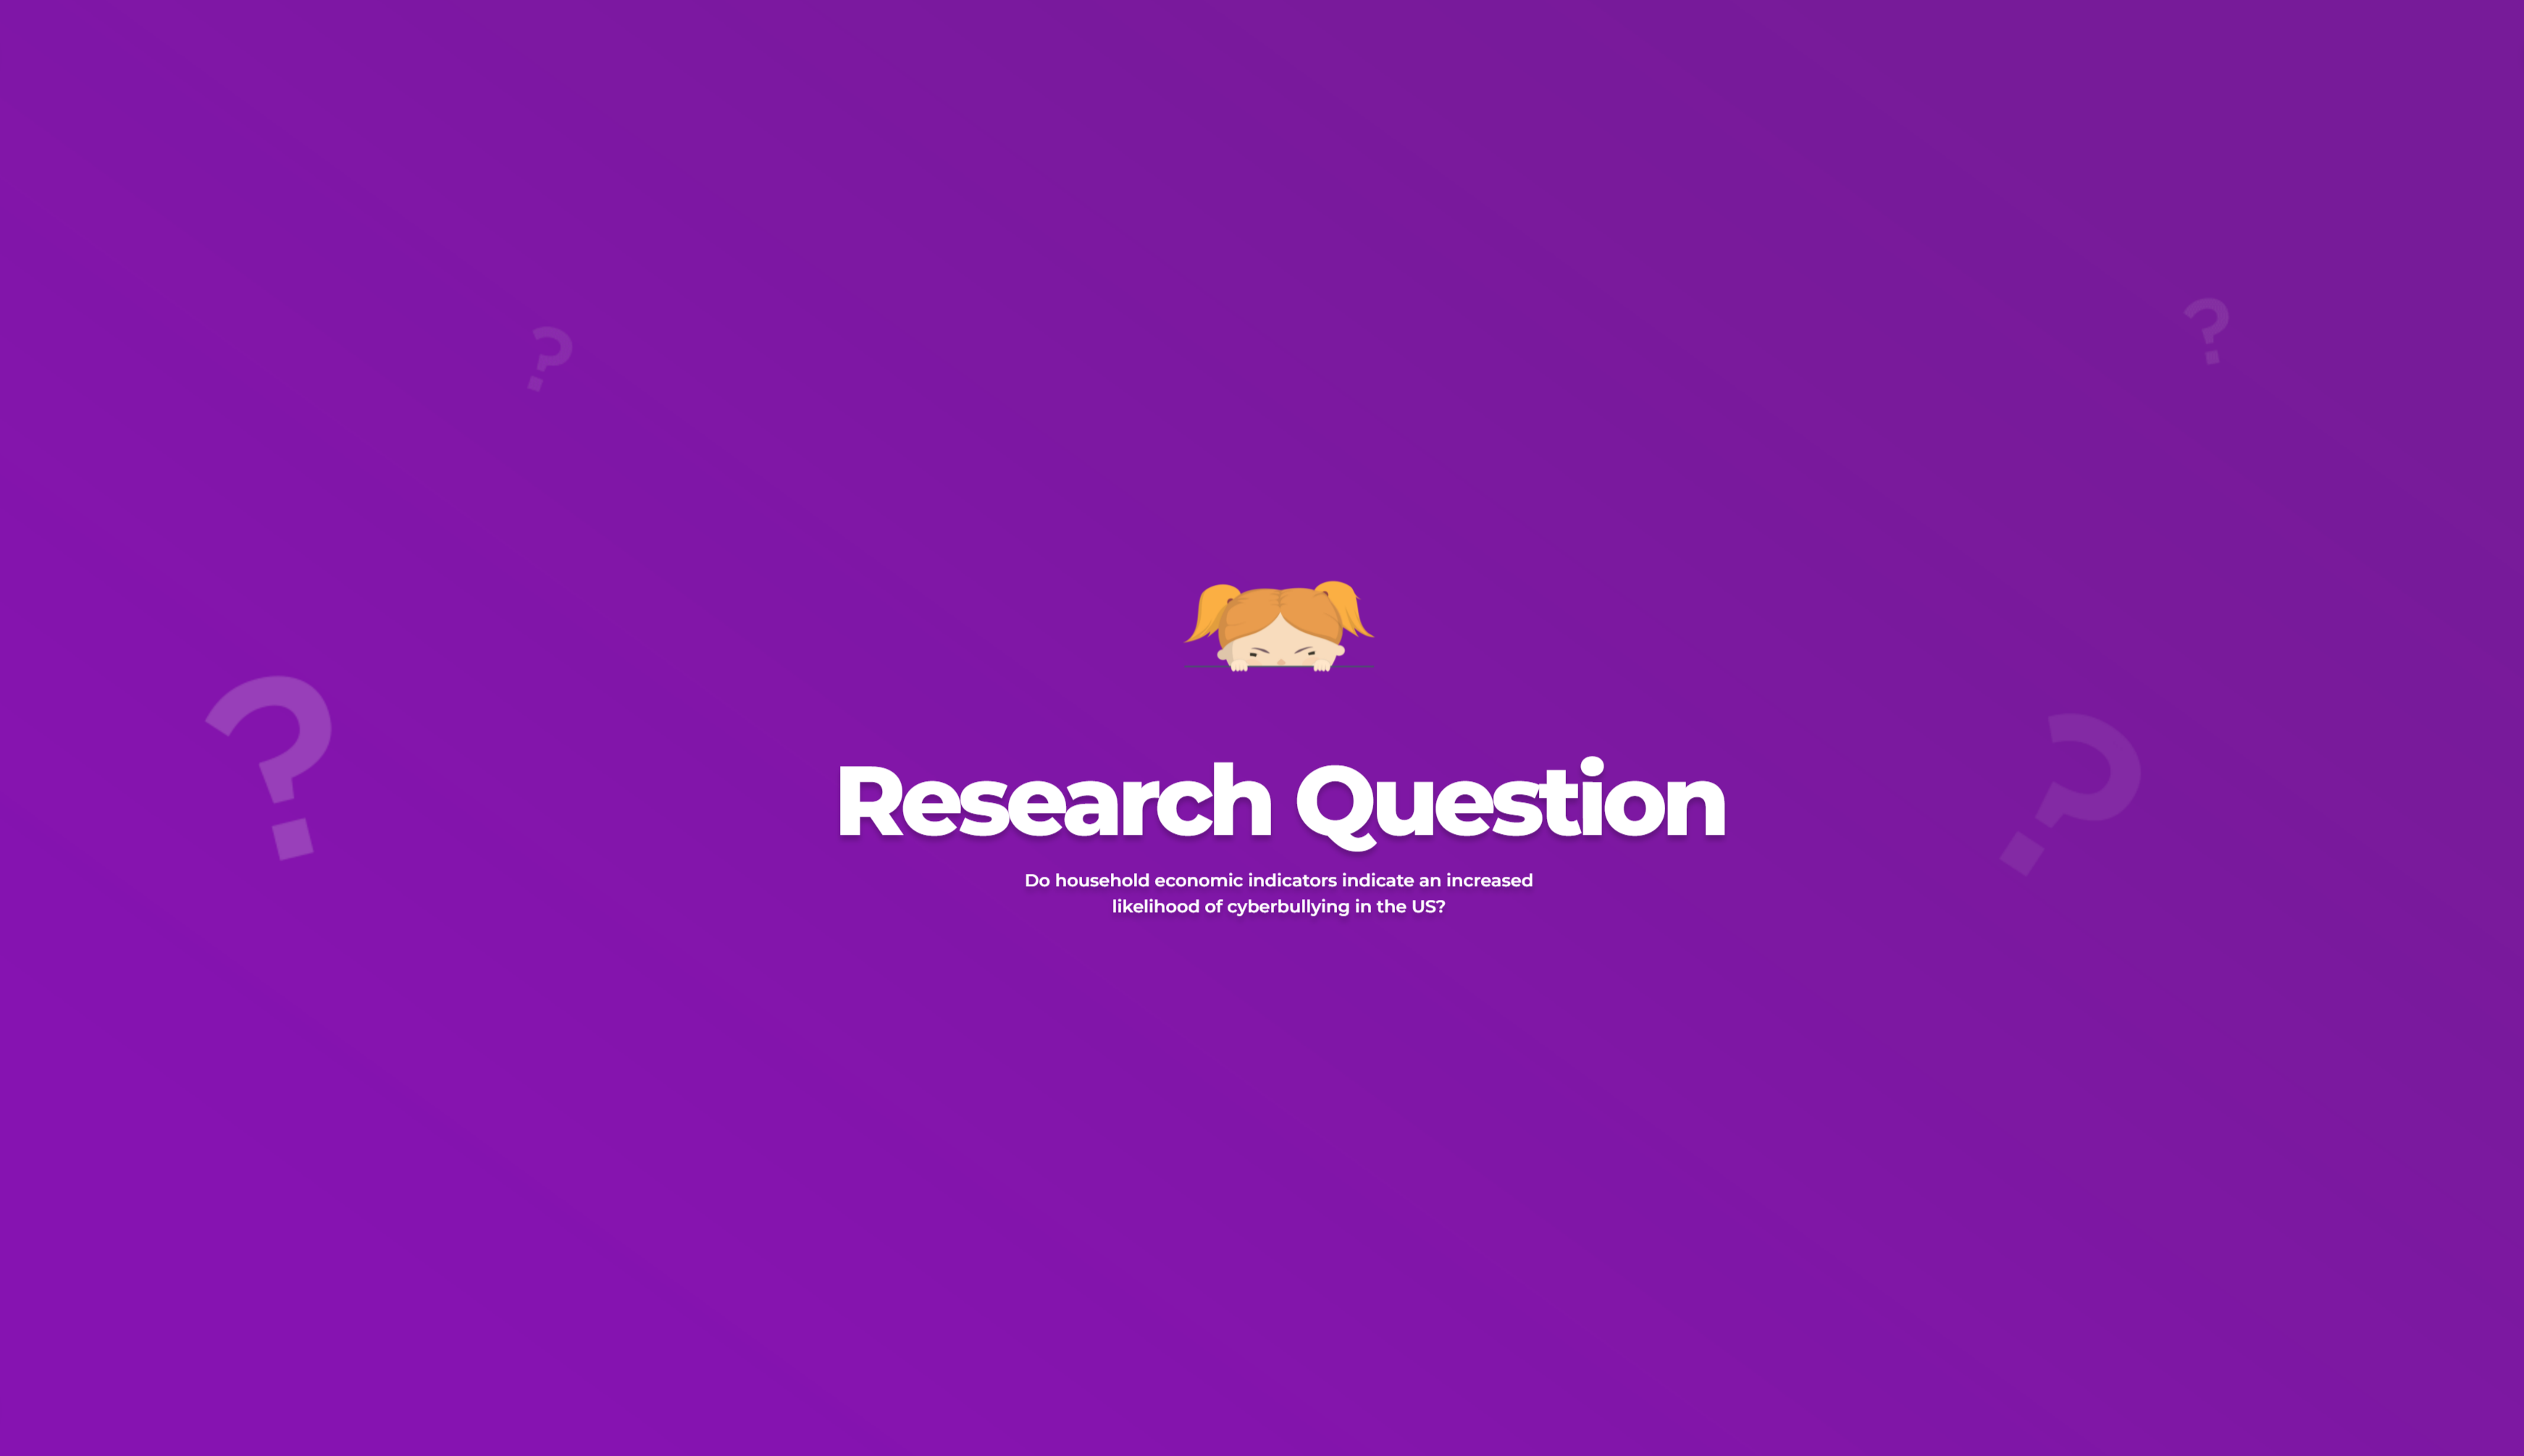 ?
?
?
?
Research Question
Do household economic indicators indicate an increased
likelihood of cyberbullying in the US?